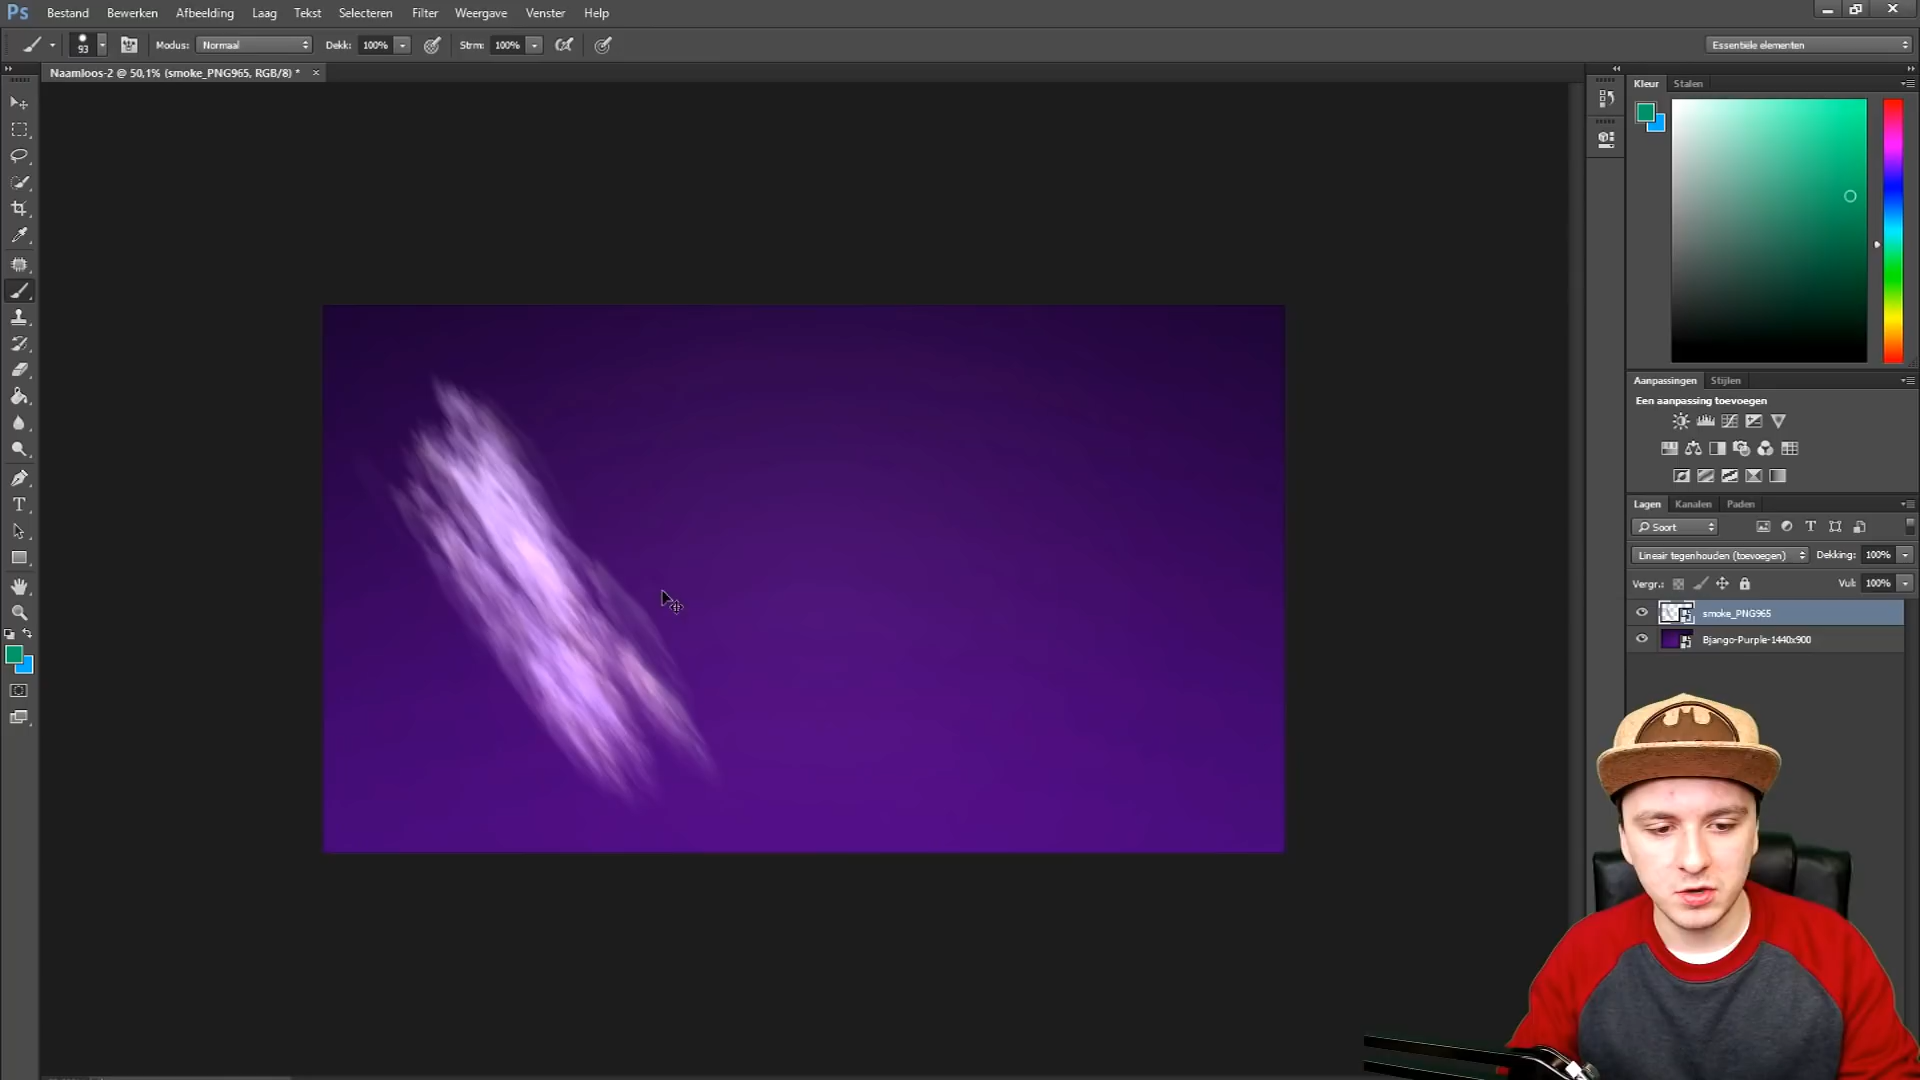 Ps Bestand Bewerken Afbeelding Laag Tekst Selecteren Filter Weergave Venster Help
93 Modus: Normaal Dekk: 100% Strm: 100% Essentiële elementen
Naamloos-2 @ 50,1% (smoke_PNG965, RGB/8) * ×
Kleur Stalen
Aanpassingen Stijlen
Een aanpassing toevoegen
Lagen Kanalen Paden
Soort
Lineair tegenhouden (toevoegen) Dekking: 100%
Vergr.: Vul: 100%
smoke_PNG965
Bjango-Purple-1440x900